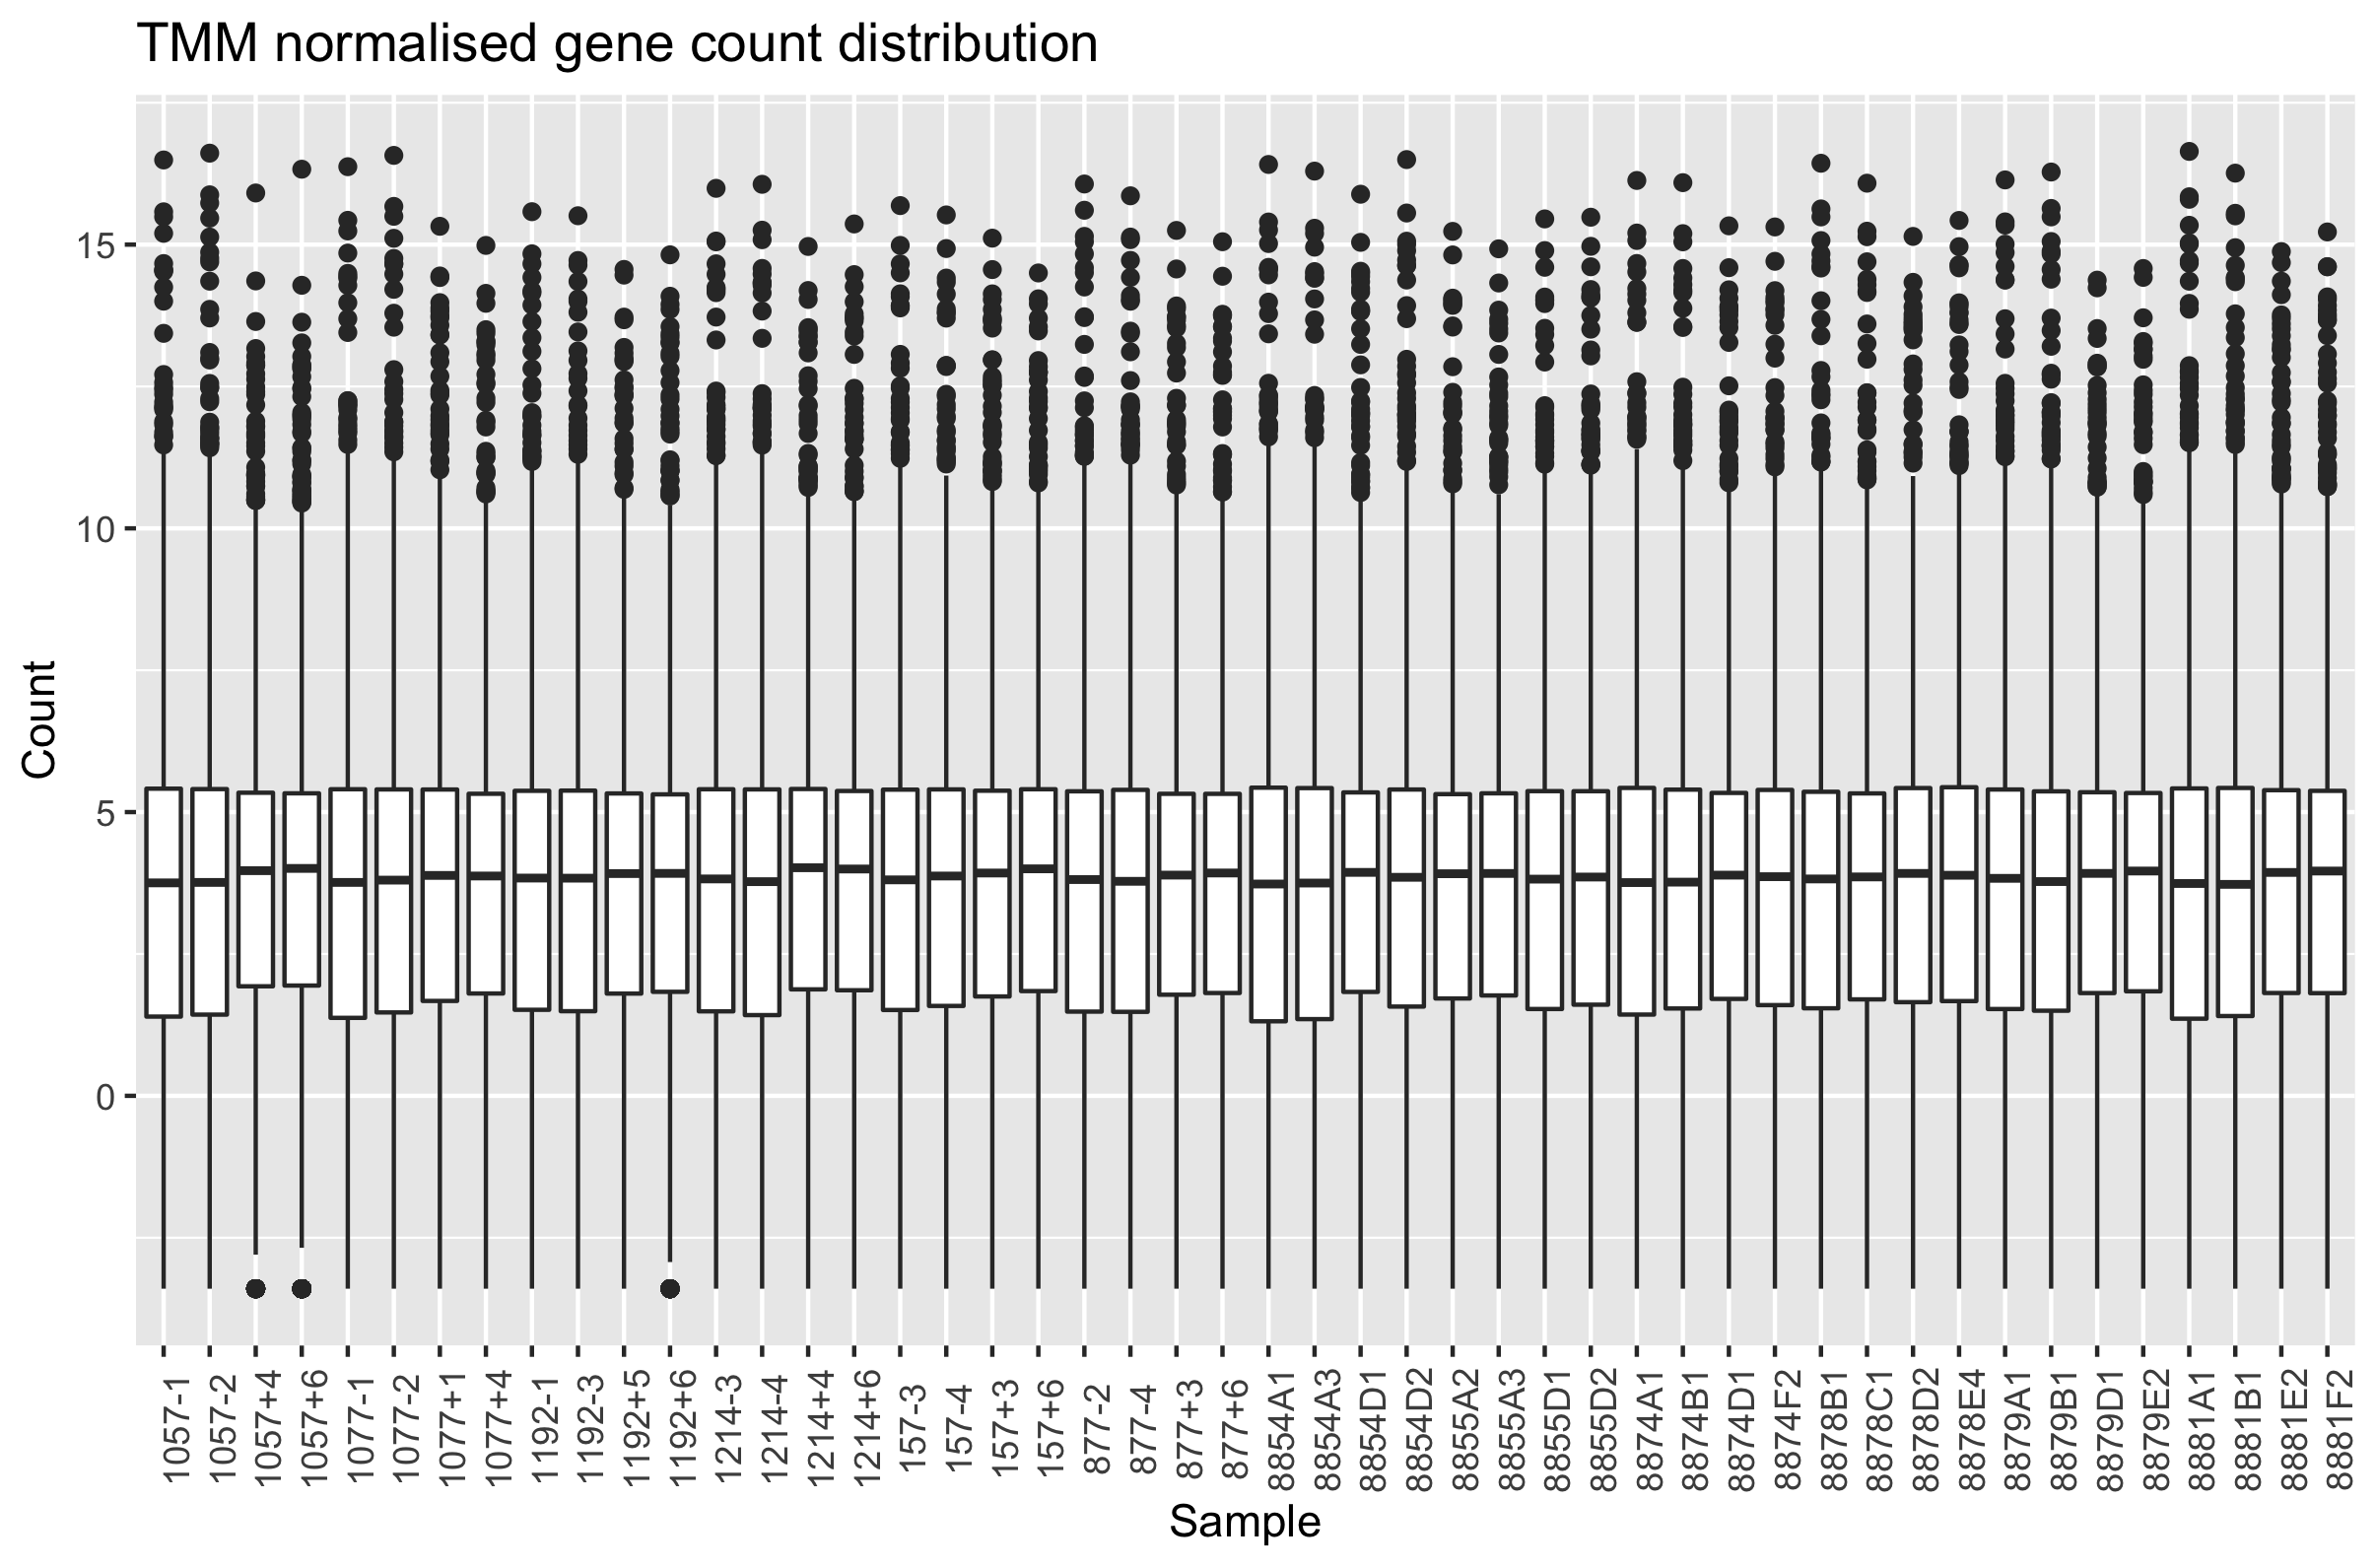 TMM normalised gene count distribution
Count
15
10
5
0
1057-1
1057-2
1057+4
1057+6
1077-1
1077-2
1077+1
1077+4
1192-1
1192-3
1192+5
1192+6
1214-3
1214-4
1214+4
1214+6
157-3
157-4
157+3
157+6
877-2
877-4
877+3
877+6
8854A1
8854A3
8854D1
8854D2
8855A2
8855A3
8855D1
8855D2
8874A1
8874B1
8874D1
8874F2
8878B1
8878C1
8878D2
8878E4
8879A1
8879B1
8879D1
8879E2
8881A1
8881B1
8881E2
8881F2
Sample